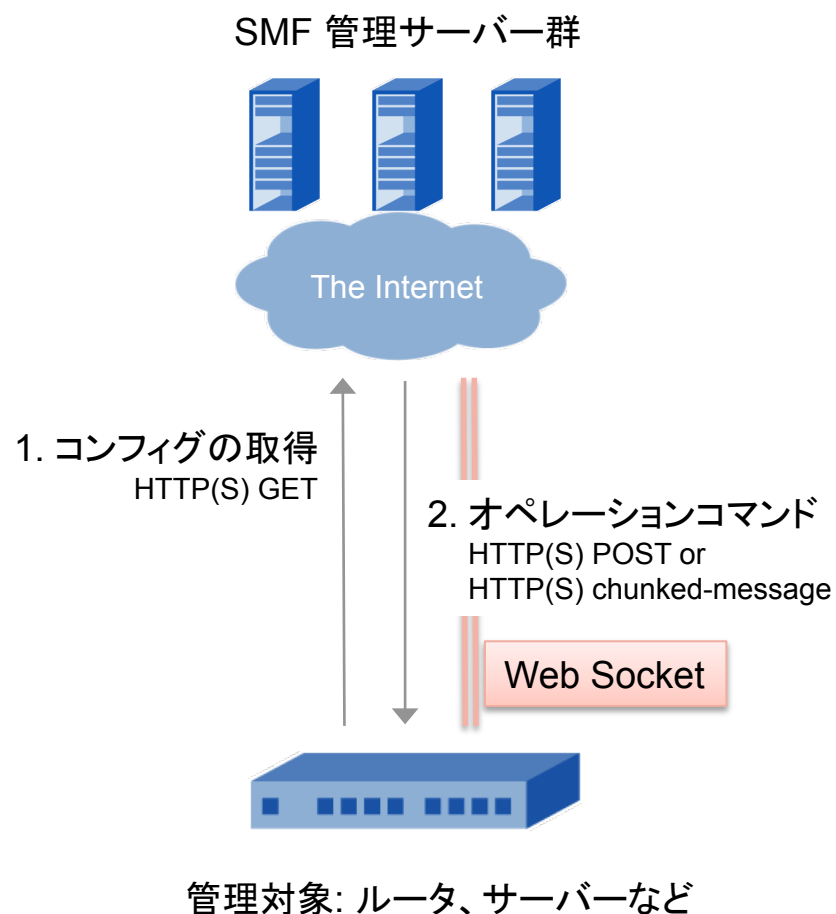 SMF 管理サーバー群
The Internet
1. コンフィグの取得
HTTP(S) GET
2. オペレーションコマンド
HTTP(S) POST or
HTTP(S) chunked-message
Web Socket
管理対象: ルータ、サーバーなど